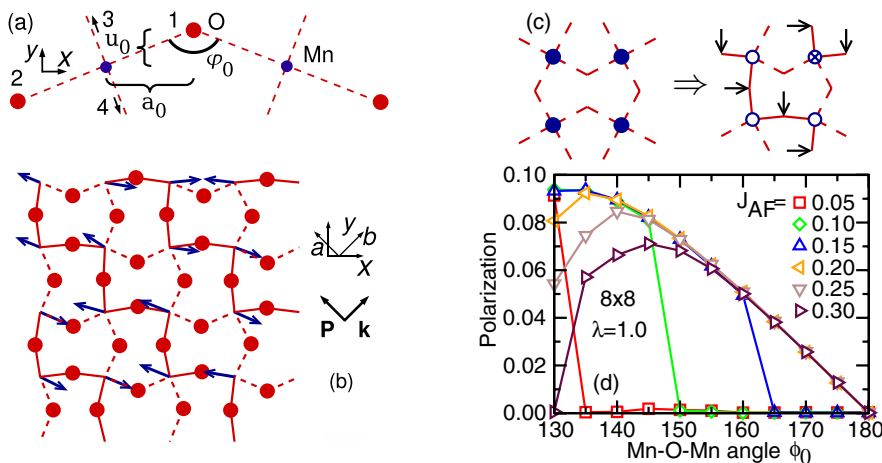 (a)
3
1
O
u₀
y
x
φ₀
Mn
2
a₀
4
a
y
b
x
P
k
(b)
(c)
⇒
Polarization
0.10
0.08
0.06
0.04
0.02
0.00
J_AF=
0.05
0.10
0.15
0.20
0.25
0.30
8x8
λ=1.0
(d)
130 140 150 160 170 180
Mn-O-Mn angle ϕ₀